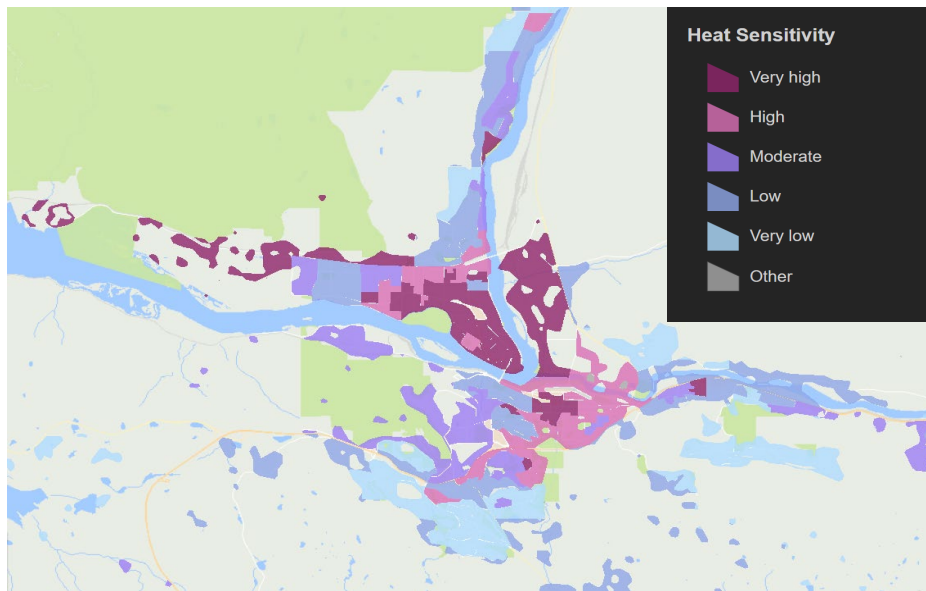 Heat Sensitivity
Very high
High
Moderate
Low
Very low
Other